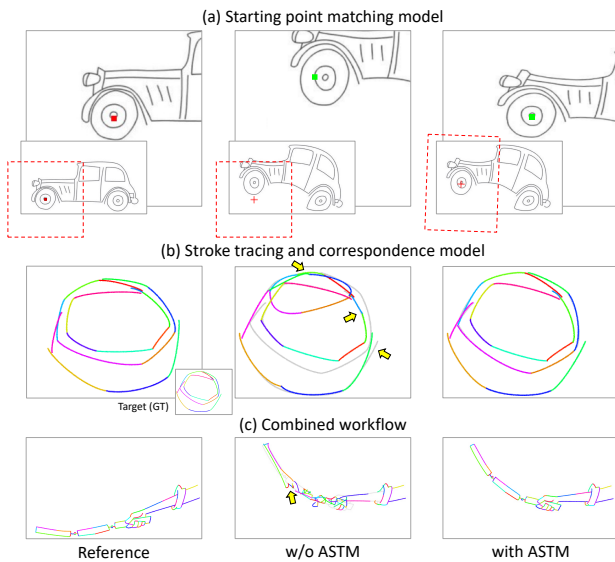 (a) Starting point matching model
(b) Stroke tracing and correspondence model
Target (GT)
(c) Combined workflow
Reference
w/o ASTM
with ASTM